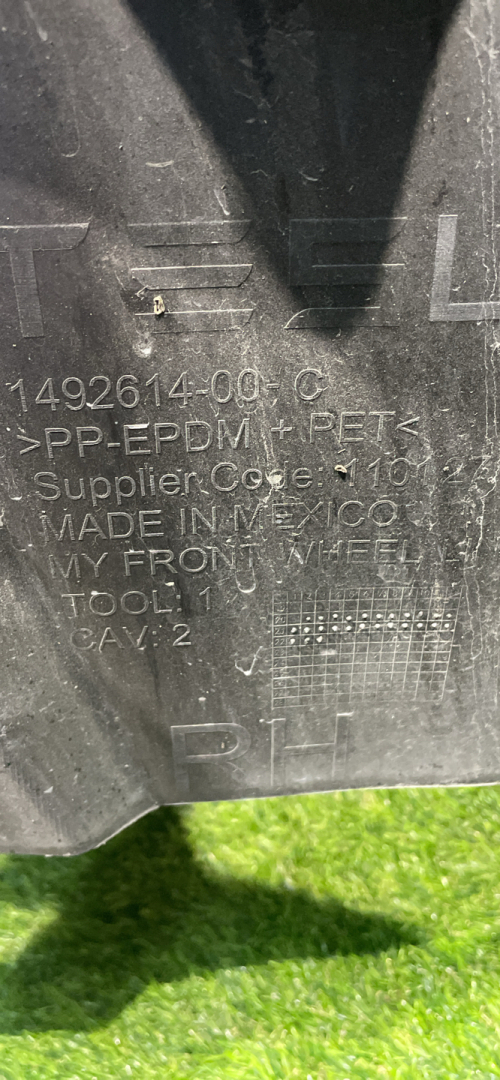 TESL
1492614-00- C
>PP-EPDM + PET<
Supplier Code: 110127
MADE IN MEXICO
MY FRONT WHEEL
TOOL: 1
CAV: 2
RH